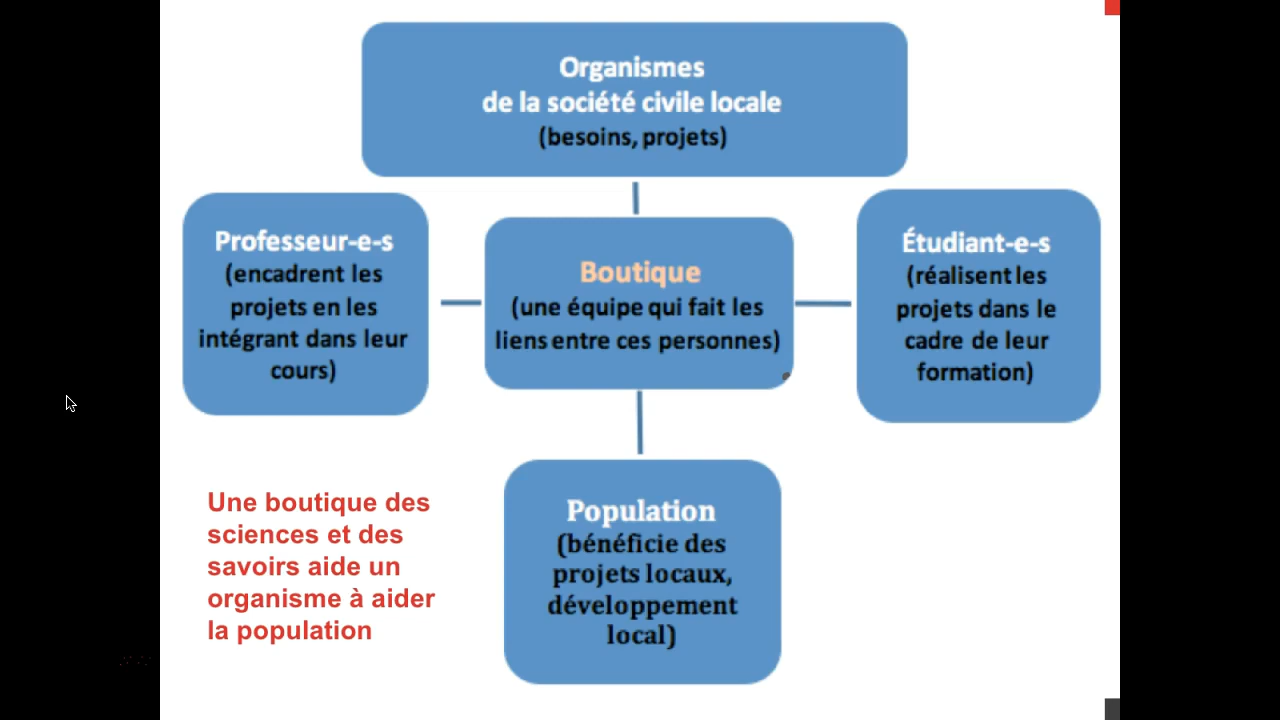 Organismes
de la société civile locale
(besoins, projets)
Professeur-e-s
(encadrent les
projets en les
intégrant dans leur
cours)
Boutique
(une équipe qui fait les
liens entre ces personnes)
Étudiant-e-s
(réalisent les
projets dans le
cadre de leur
formation)
Population
(bénéficie des
projets locaux,
développement
local)
Une boutique des
sciences et des
savoirs aide un
organisme à aider
la population